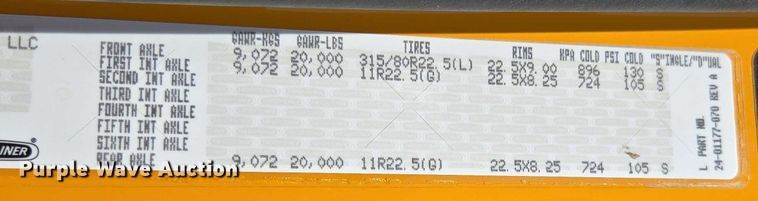 LLC
GAWR-KGS GAWR-LBS TIRES RIMS KPA COLD PSI COLD "S"INGLE/"D"UAL
FRONT AXLE 9,072 20,000 315/80R22.5(L) 22.5X9.00 896 130 S
FIRST INT AXLE 9,072 20,000 11R22.5(G) 22.5X8.25 724 105 S
SECOND INT AXLE
THIRD INT AXLE
FOURTH INT AXLE
FIFTH INT AXLE
SIXTH INT AXLE
REAR AXLE 9,072 20,000 11R22.5(G) 22.5X8.25 724 105 S
INER
L PART NO.
24-01177-070 REV A
Purple Wave Auction